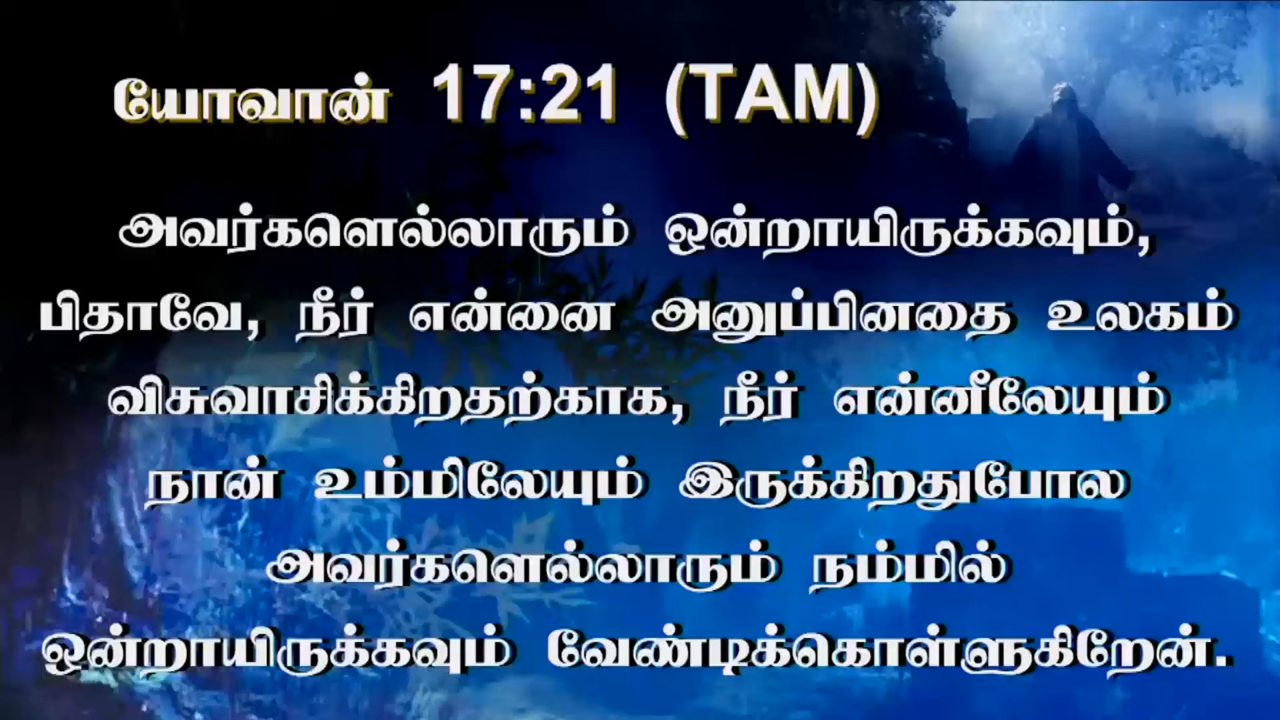 யோவான் 17:21 (TAM)
அவர்களெல்லாரும் ஒன்றாயிருக்கவும்,
பிதாவே, நீர் என்னை அனுப்பினதை உலகம்
விசுவாசிக்கிறதற்காக, நீர் என்னீலேயும்
நான் உம்மிலேயும் இருக்கிறதுபோல
அவர்களெல்லாரும் நம்மில்
ஒன்றாயிருக்கவும் வேண்டிக்கொள்ளுகிறேன்.